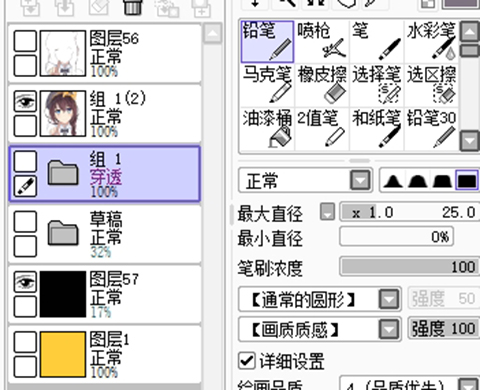 图层56
正常
100%
组 1(2)
正常
100%
组 1
穿透
100%
草稿
正常
32%
图层57
正常
17%
图层1
正常
100%
铅笔 喷枪 笔 水彩笔
马克笔 橡皮擦 选择笔 选区擦
油漆桶 2值笔 和纸笔 铅笔30
正常
最大直径 x 1.0 25.0
最小直径 0%
笔刷浓度 100
【通常的圆形】 强度 50
【画质质感】 强度 100
详细设置
绘画品质 4 (品质优先)